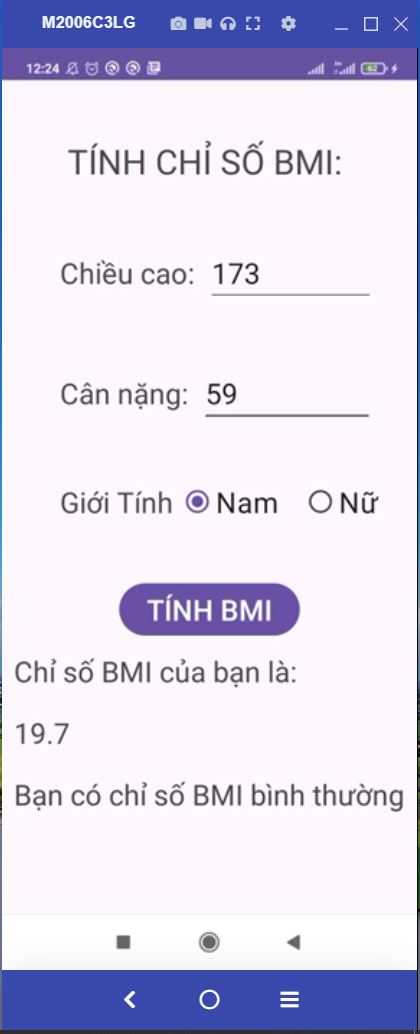 M2006C3LG
12:24
62
TÍNH CHỈ SỐ BMI:
Chiều cao: 173
Cân nặng: 59
Giới Tính Nam Nữ
TÍNH BMI
Chỉ số BMI của bạn là:
19.7
Bạn có chỉ số BMI bình thường